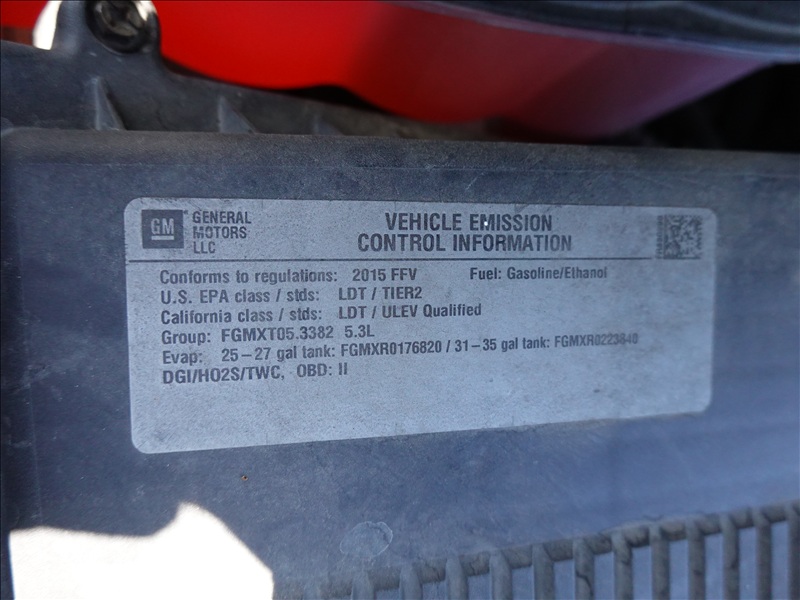 GM
GENERAL
MOTORS
LLC
VEHICLE EMISSION
CONTROL INFORMATION
Conforms to regulations: 2015 FFV Fuel: Gasoline/Ethanol
U.S. EPA class / stds: LDT / TIER2
California class / stds: LDT / ULEV Qualified
Group: FGMXT05.3382 5.3L
Evap: 25-27 gal tank: FGMXR0176820 / 31-35 gal tank:
DGI/HO2S/TWC, OBD: II